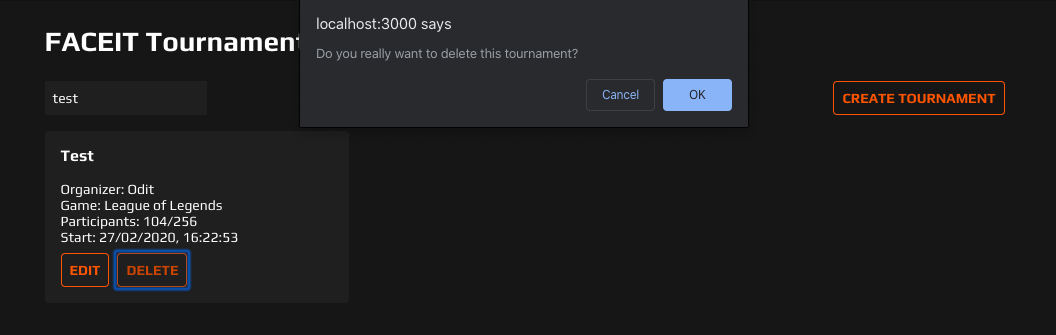 FACEIT Tournament
localhost:3000 says
Do you really want to delete this tournament?
Cancel
OK
test
CREATE TOURNAMENT
Test
Organizer: Odit
Game: League of Legends
Participants: 104/256
Start: 27/02/2020, 16:22:53
EDIT
DELETE